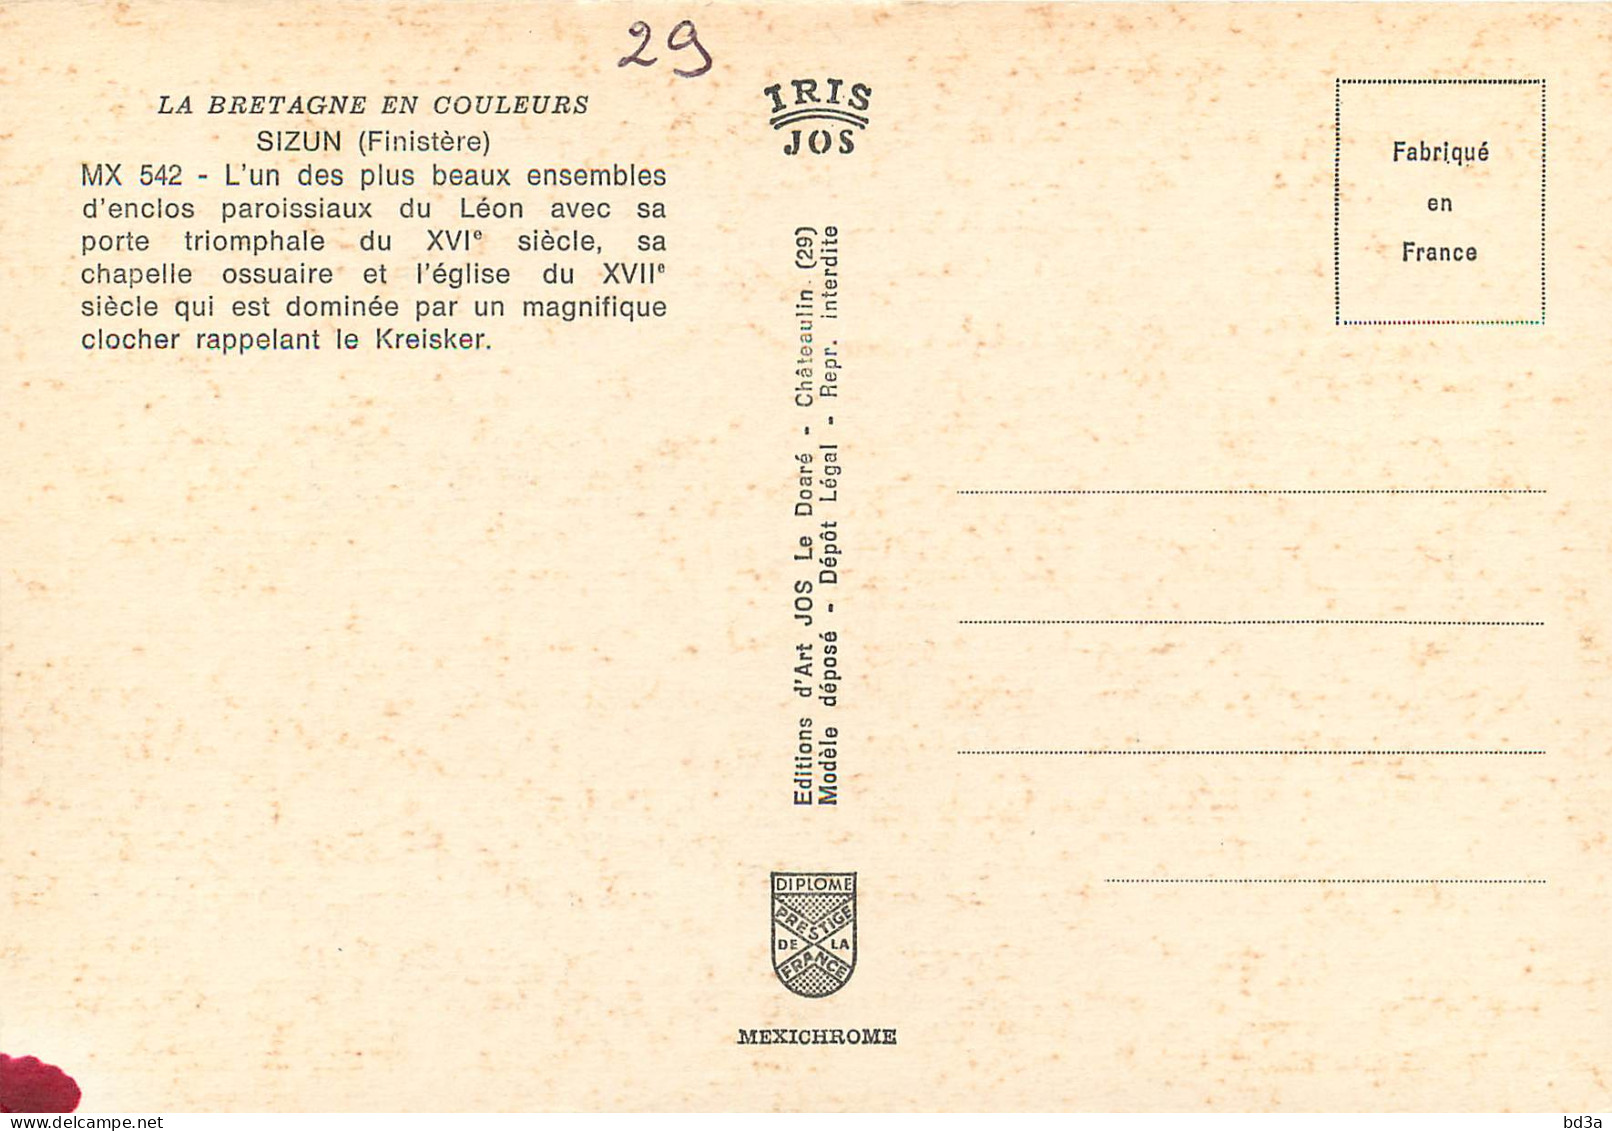 29
LA BRETAGNE EN COULEURS
SIZUN (Finistère)
MX 542 - L'un des plus beaux ensembles
d'enclos paroissiaux du Léon avec sa
porte triomphale du XVIe siècle, sa
chapelle ossuaire et l'église du XVIIe
siècle qui est dominée par un magnifique
clocher rappelant le Kreisker.
IRIS
JOS
Editions d'Art JOS Le Doaré - Châteaulin. (29)
Modèle déposé - Dépôt Légal - Repr. interdite
DIPLOME
PRESTIGE
DE LA
FRANCE
MEXICHROME
Fabriqué
en
France
delcampe.net
bd3a